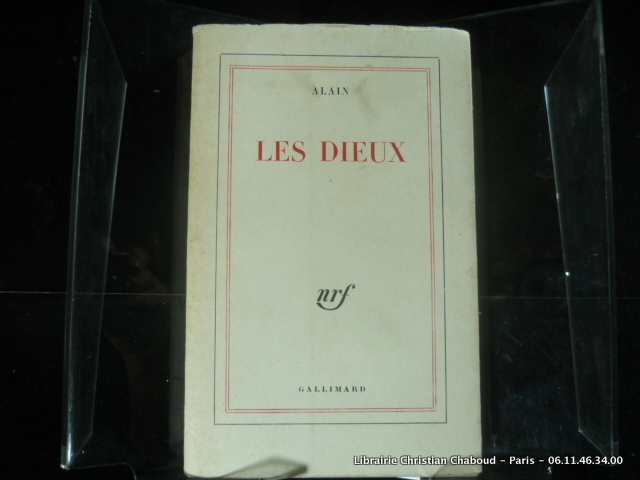 ALAIN
LES DIEUX
nrf
GALLIMARD
Librairie Christian Chaboud - Paris - 06.11.46.34.00